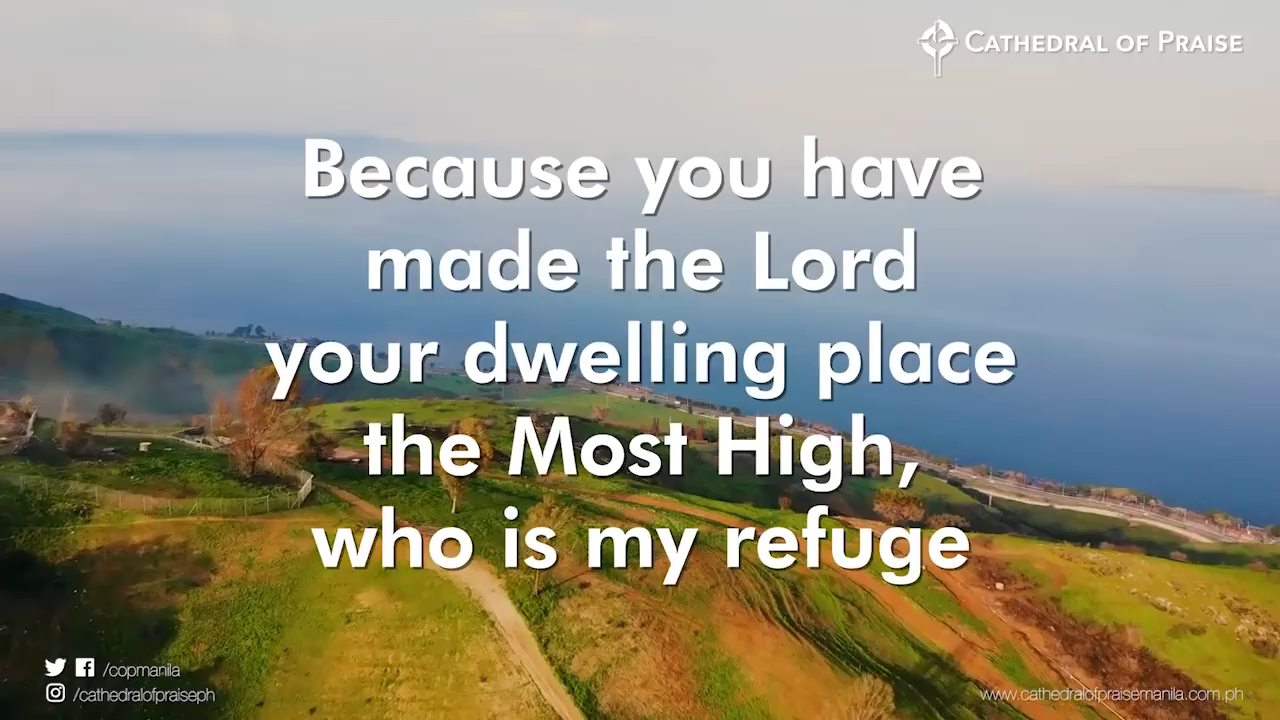 CATHEDRAL OF PRAISE
Because you have
made the Lord
your dwelling place
the Most High,
who is my refuge
/copmanila
/cathedralofpraiseph
www.cathedralofpraisemanila.com.ph